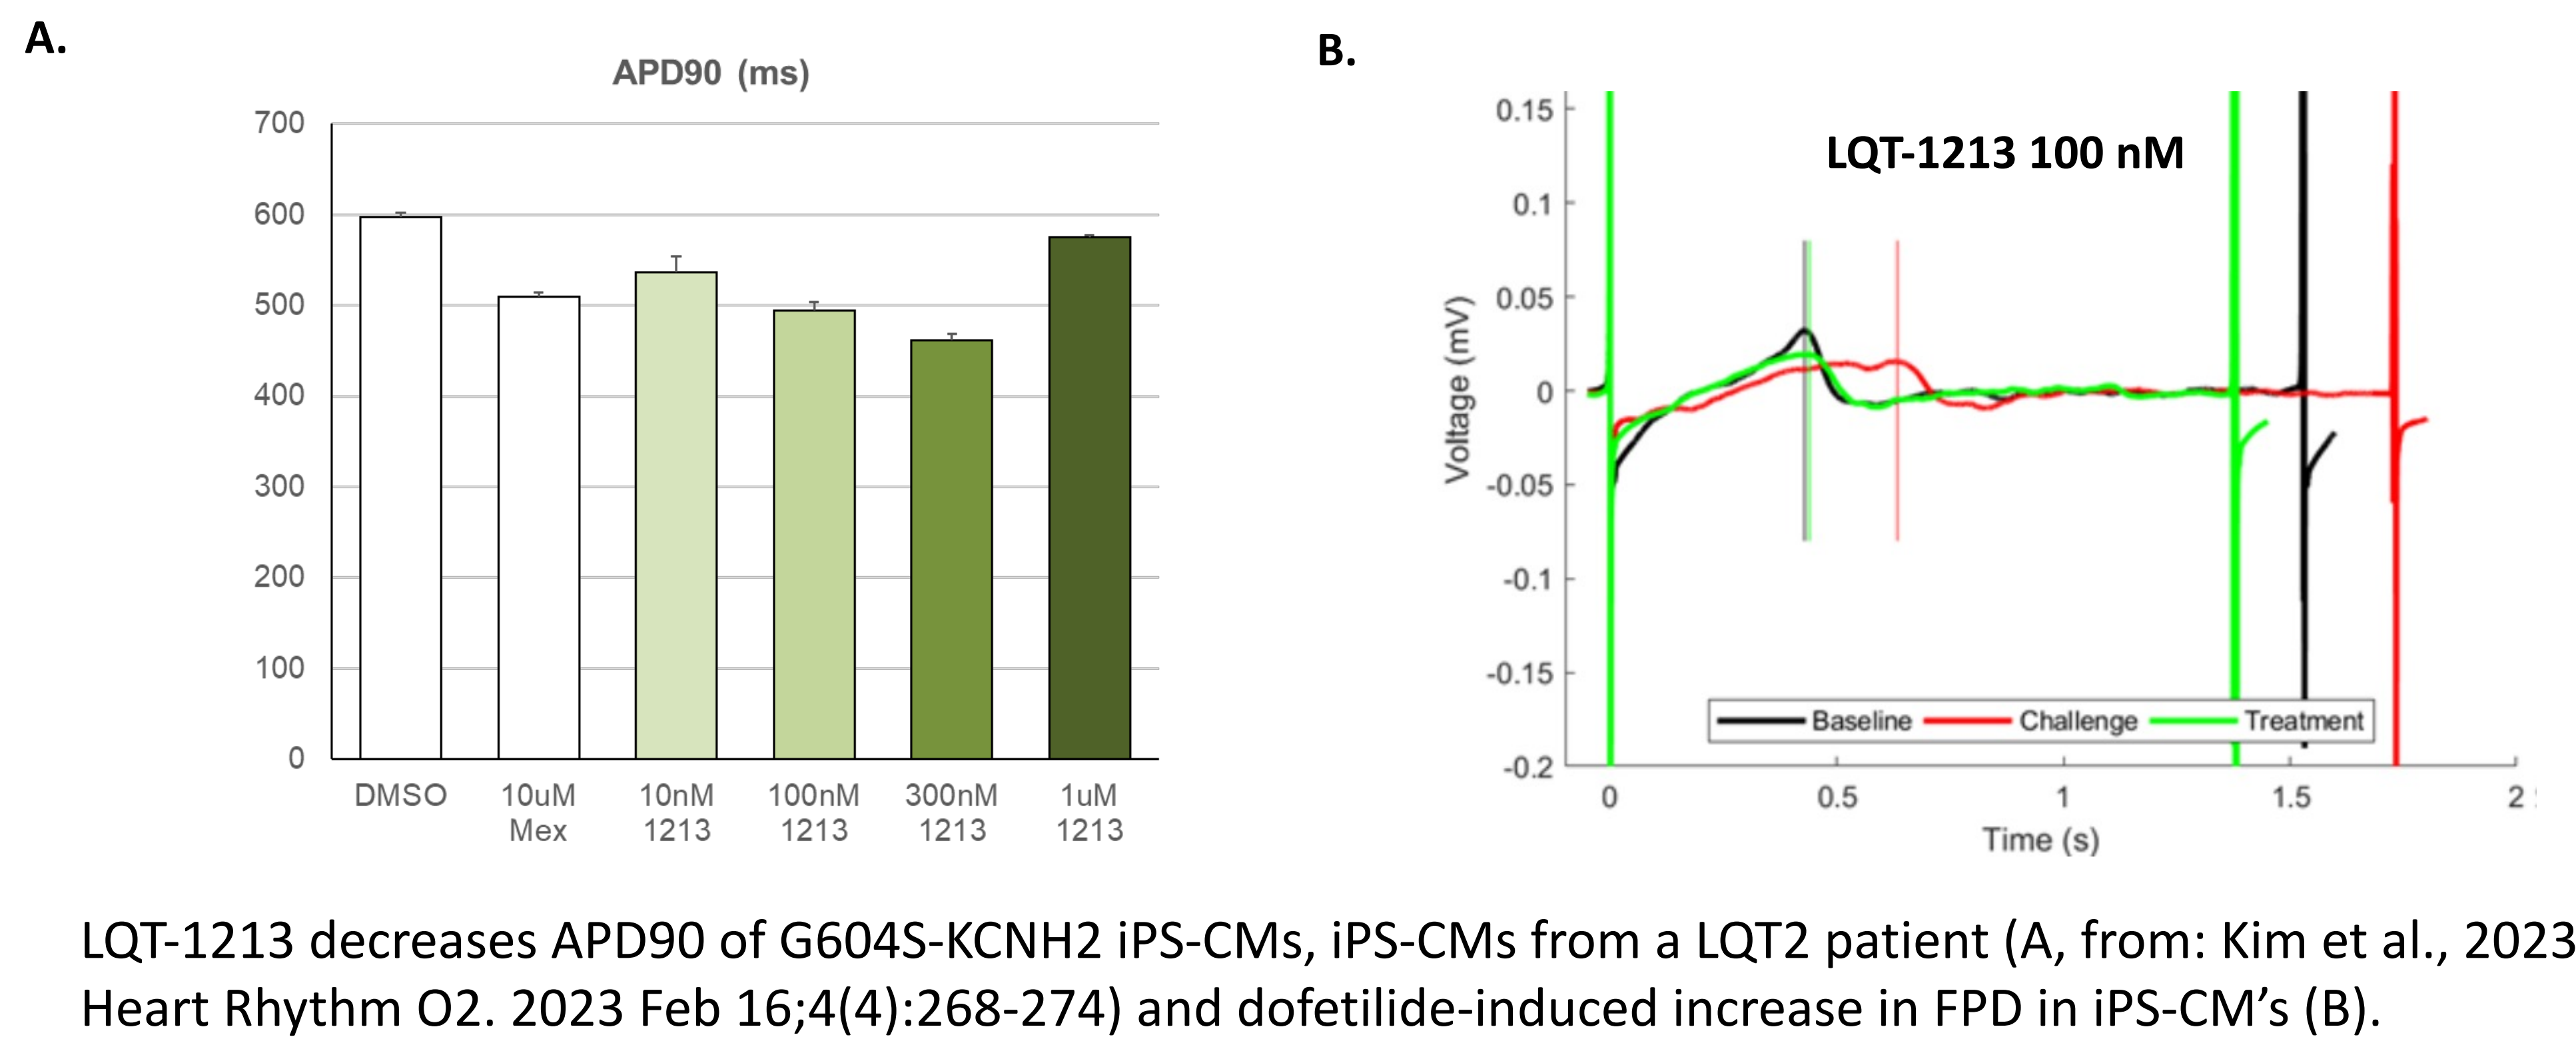 A.
APD90 (ms)
700
600
500
400
300
200
100
0
DMSO
10uM
Mex
10nM
1213
100nM
1213
300nM
1213
1uM
1213
B.
LQT-1213 100 nM
Voltage (mV)
0.15
0.1
0.05
0
-0.05
-0.1
-0.15
-0.2
Baseline
Challenge
Treatment
0
0.5
1
1.5
2
Time (s)
LQT-1213 decreases APD90 of G604S-KCNH2 iPS-CMs, iPS-CMs from a LQT2 patient (A, from: Kim et al., 2023
Heart Rhythm O2. 2023 Feb 16;4(4):268-274) and dofetilide-induced increase in FPD in iPS-CM’s (B).